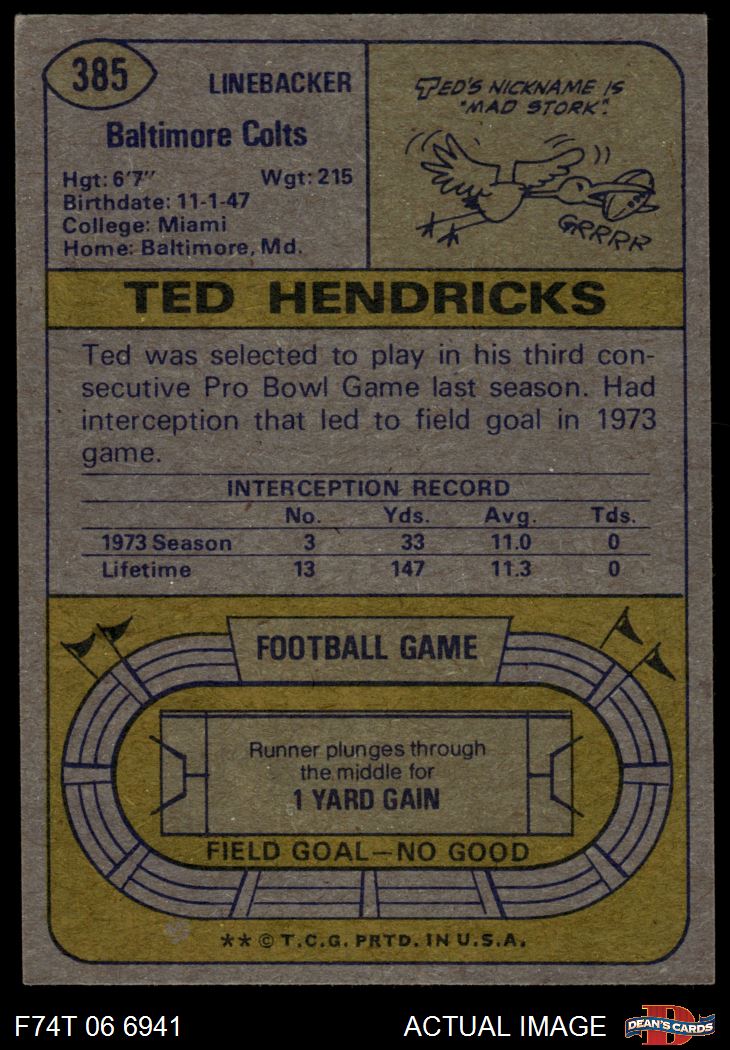 385
LINEBACKER
Baltimore Colts
Hgt: 6'7" Wgt: 215
Birthdate: 11-1-47
College: Miami
Home: Baltimore, Md.
TED'S NICKNAME IS
"MAD STORK".
GRRRR
TED HENDRICKS
Ted was selected to play in his third con-
secutive Pro Bowl Game last season. Had
interception that led to field goal in 1973
game.
INTERCEPTION RECORD
No. Yds. Avg. Tds.
1973 Season 3 33 11.0 0
Lifetime 13 147 11.3 0
FOOTBALL GAME
Runner plunges through
the middle for
1 YARD GAIN
FIELD GOAL—NO GOOD
** © T.C.G. PRTD. IN U.S.A.
F74T 06 6941 ACTUAL IMAGE
D
DEAN'S CARDS